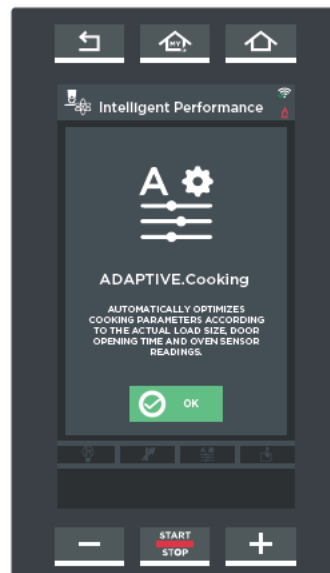 MY
Intelligent Performance
A
ADAPTIVE.Cooking
AUTOMATICALLY OPTIMIZES
COOKING PARAMETERS ACCORDING
TO THE ACTUAL LOAD SIZE, DOOR
OPENING TIME AND OVEN SENSOR
READINGS.
OK
START
STOP